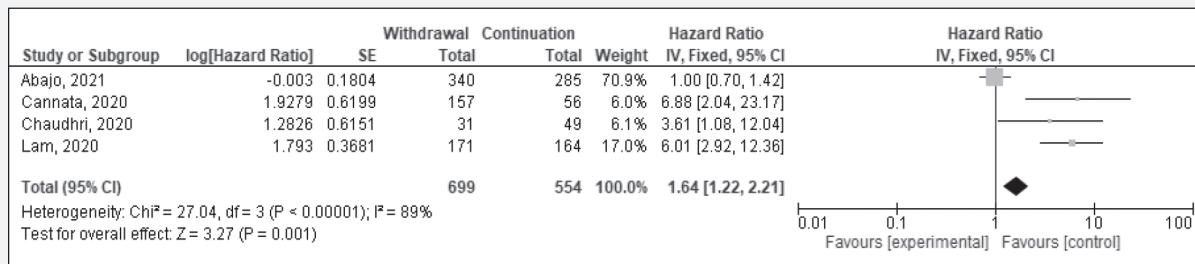 Withdrawal Continuation Hazard Ratio Hazard Ratio
Study or Subgroup log[Hazard Ratio] SE Total Total Weight IV, Fixed, 95% CI IV, Fixed, 95% CI
Abajo, 2021 -0.003 0.1804 340 285 70.9% 1.00 [0.70, 1.42]
Cannata, 2020 1.9279 0.6199 157 56 6.0% 6.88 [2.04, 23.17]
Chaudhri, 2020 1.2826 0.6151 31 49 6.1% 3.61 [1.08, 12.04]
Lam, 2020 1.793 0.3681 171 164 17.0% 6.01 [2.92, 12.36]
Total (95% CI) 699 554 100.0% 1.64 [1.22, 2.21]
Heterogeneity: Chi² = 27.04, df = 3 (P < 0.00001); I² = 89%
Test for overall effect: Z = 3.27 (P = 0.001)
0.01 0.1 1 10 100
Favours [experimental] Favours [control]